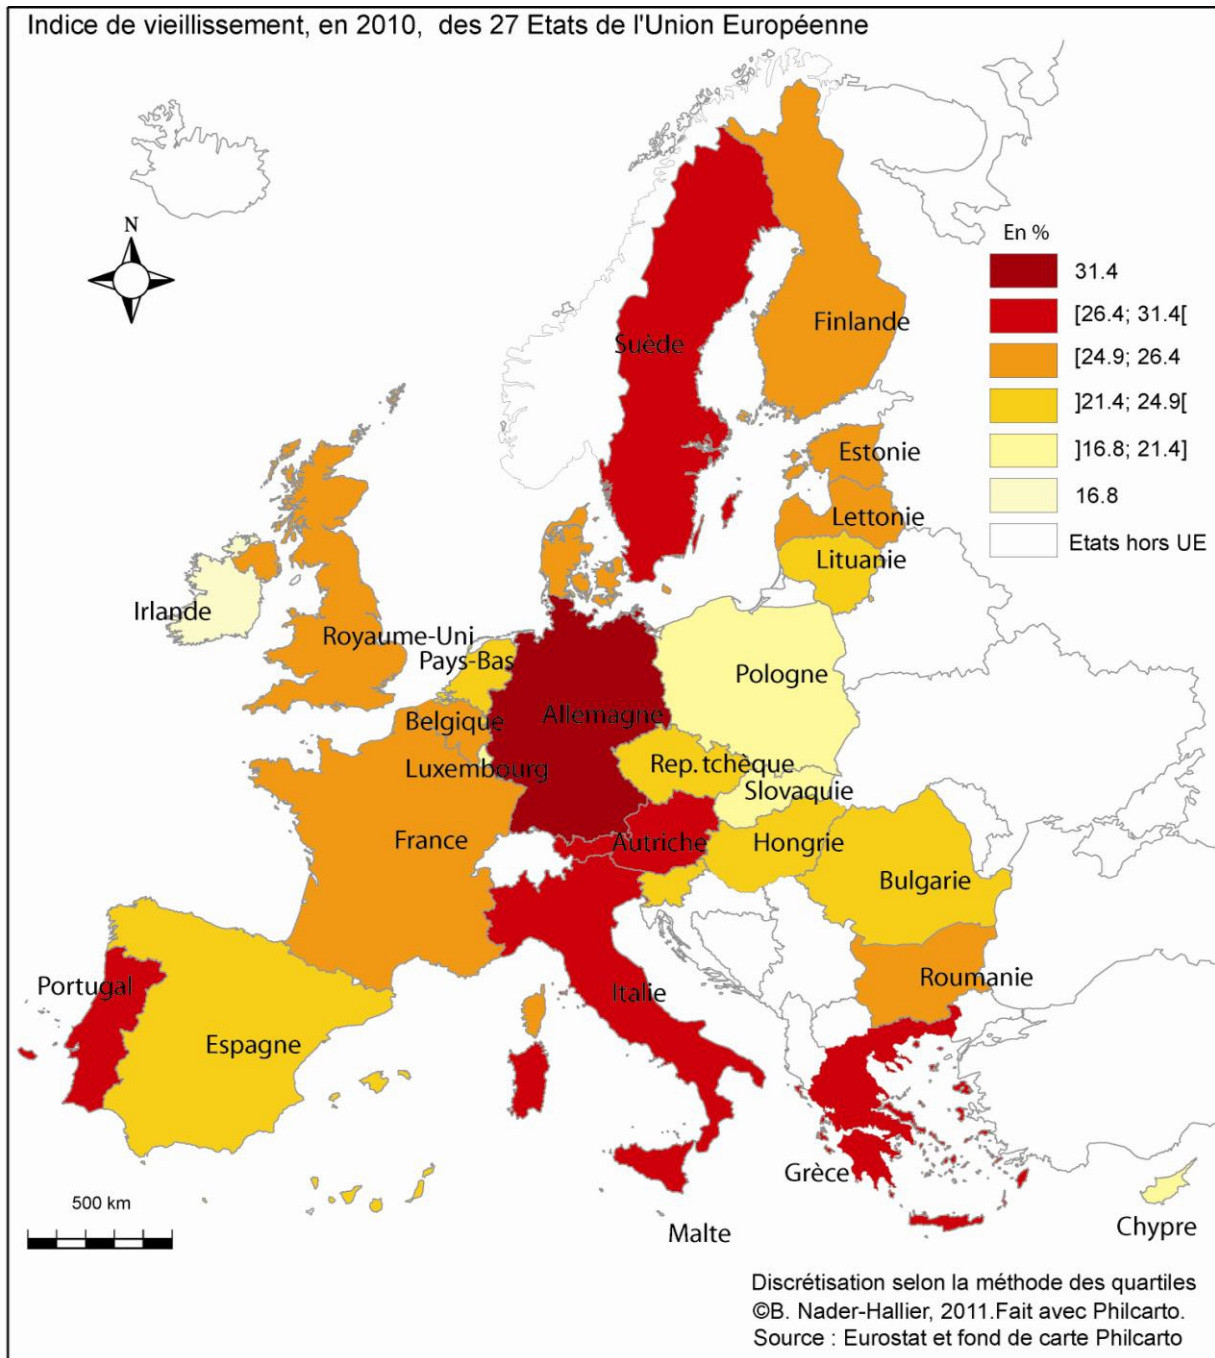 Indice de vieillissement, en 2010, des 27 Etats de l'Union Européenne
N
En %
31.4
[26.4; 31.4[
[24.9; 26.4
]21.4; 24.9[
]16.8; 21.4]
16.8
Etats hors UE
Finlande
Suède
Estonie
Lettonie
Lituanie
Irlande
Royaume-Uni
Pays-Bas
Pologne
Belgique
Allemagne
Luxembourg
Rep. tchèque
Slovaquie
France
Autriche
Hongrie
Bulgarie
Portugal
Italie
Roumanie
Espagne
Grèce
500 km
Malte
Chypre
Discrétisation selon la méthode des quartiles
©B. Nader-Hallier, 2011.Fait avec Philcarto.
Source : Eurostat et fond de carte Philcarto